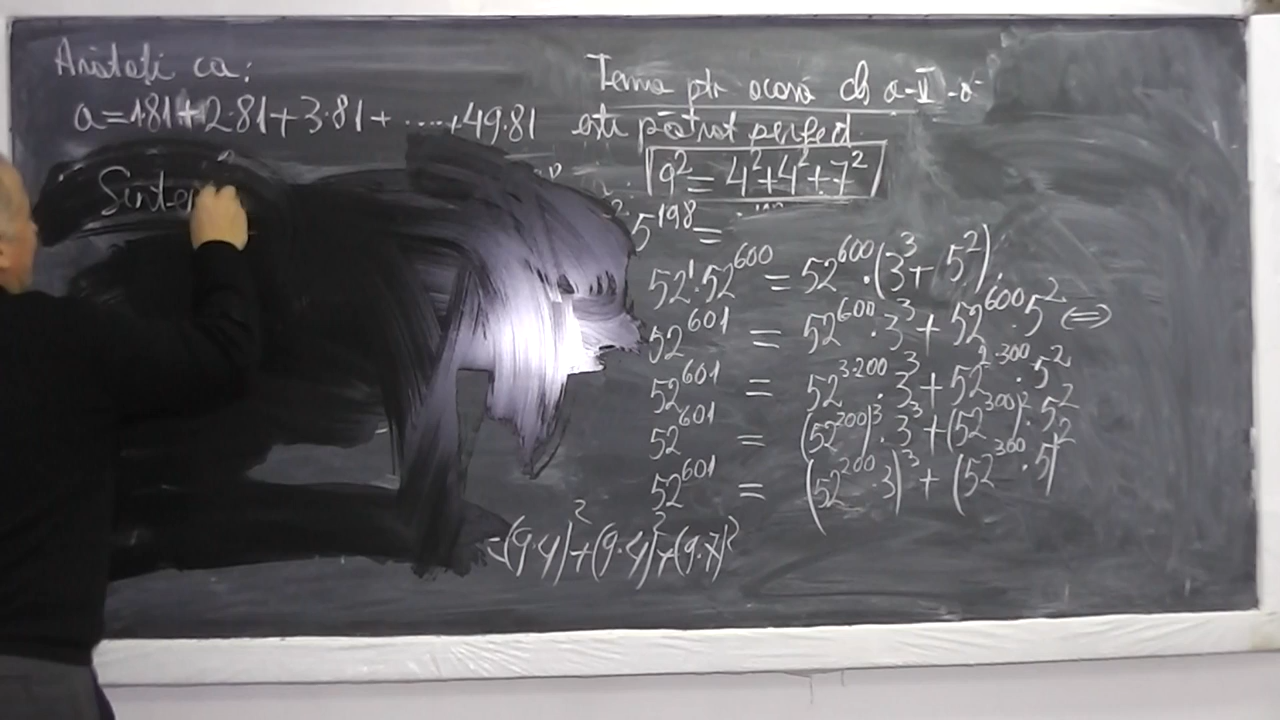 Arătați că:
Tema ptr acasă cls a-V-a
a=1·81+2·81+3·81+.....+49·81 este pătrat perfect
9²=4²+4²+7²
Sinte
5¹⁹⁸=
52¹·52⁶⁰⁰=52⁶⁰⁰·(3³+5²)
52⁶⁰¹=52⁶⁰⁰·3³+52⁶⁰⁰·5² ⇔
52⁶⁰¹=52³·²⁰⁰·3³+52²·³⁰⁰·5²
52⁶⁰¹=(52²⁰⁰)³·3³+(52³⁰⁰)²·5²
52⁶⁰¹=(52²⁰⁰·3)³+(52³⁰⁰·5)²
=(9·4)²+(9·4)²+(9·7)²